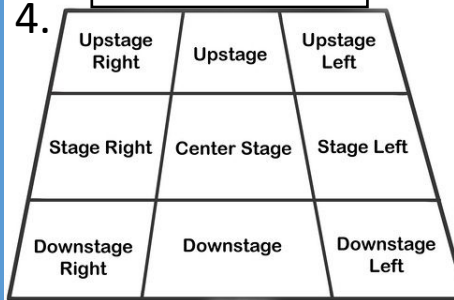 4.
Upstage
Right
Upstage
Upstage
Left
Stage Right
Center Stage
Stage Left
Downstage
Right
Downstage
Downstage
Left